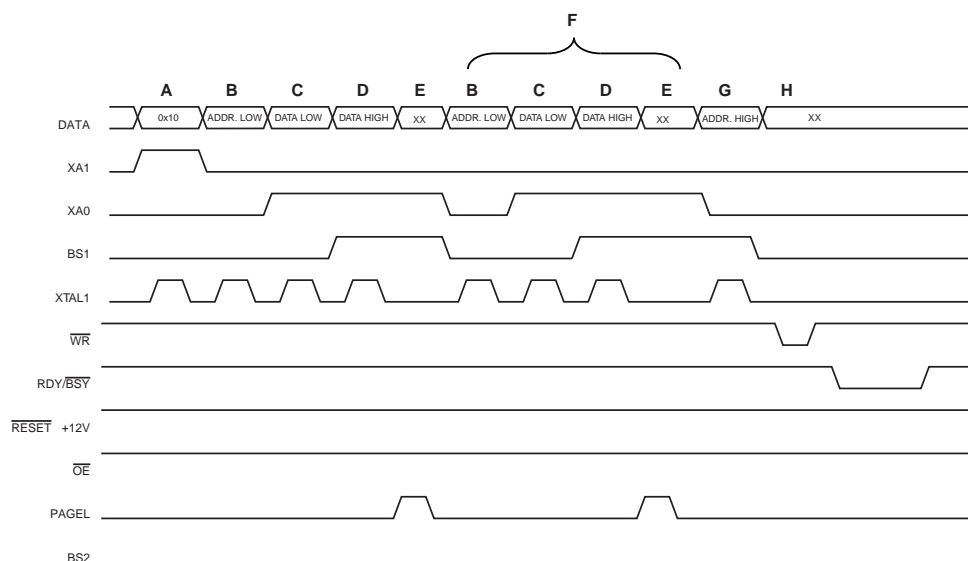 F
A B C D E B C D E G H
DATA 0x10 ADDR. LOW DATA LOW DATA HIGH XX ADDR. LOW DATA LOW DATA HIGH XX ADDR. HIGH XX
XA1
XA0
BS1
XTAL1
WR
RDY/BSY
RESET +12V
OE
PAGEL
BS2